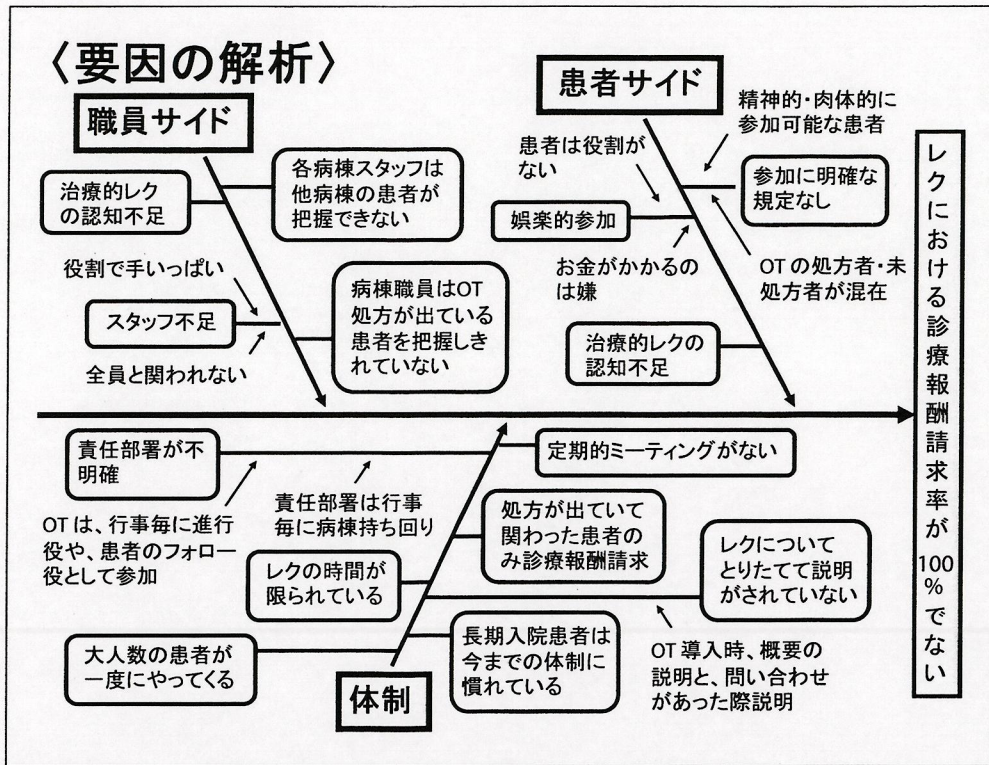 〈要因の解析〉
職員サイド
治療的レク
の認知不足
各病棟スタッフは
他病棟の患者が
把握できない
役割で手いっぱい
スタッフ不足
全員と関われない
病棟職員はOT
処方が出ている
患者を把握しき
れていない
患者サイド
精神的・肉体的に
参加可能な患者
患者は役割が
ない
参加に明確な
規定なし
娯楽的参加
お金がかかるの
は嫌
OTの処方者・未
処方者が混在
治療的レクの
認知不足
レクにおける診療報酬請求率が100%でない
責任部署が不
明確
定期的ミーティングがない
OTは、行事毎に進行
役や、患者のフォロー
役として参加
責任部署は行事
毎に病棟持ち回り
処方が出ていて
関わった患者の
み診療報酬請求
レクの時間が
限られている
レクについて
とりたてて説明
がされていない
大人数の患者が
一度にやってくる
長期入院患者は
今までの体制に
慣れている
OT導入時、概要の
説明と、問い合わせ
があった際説明
体制